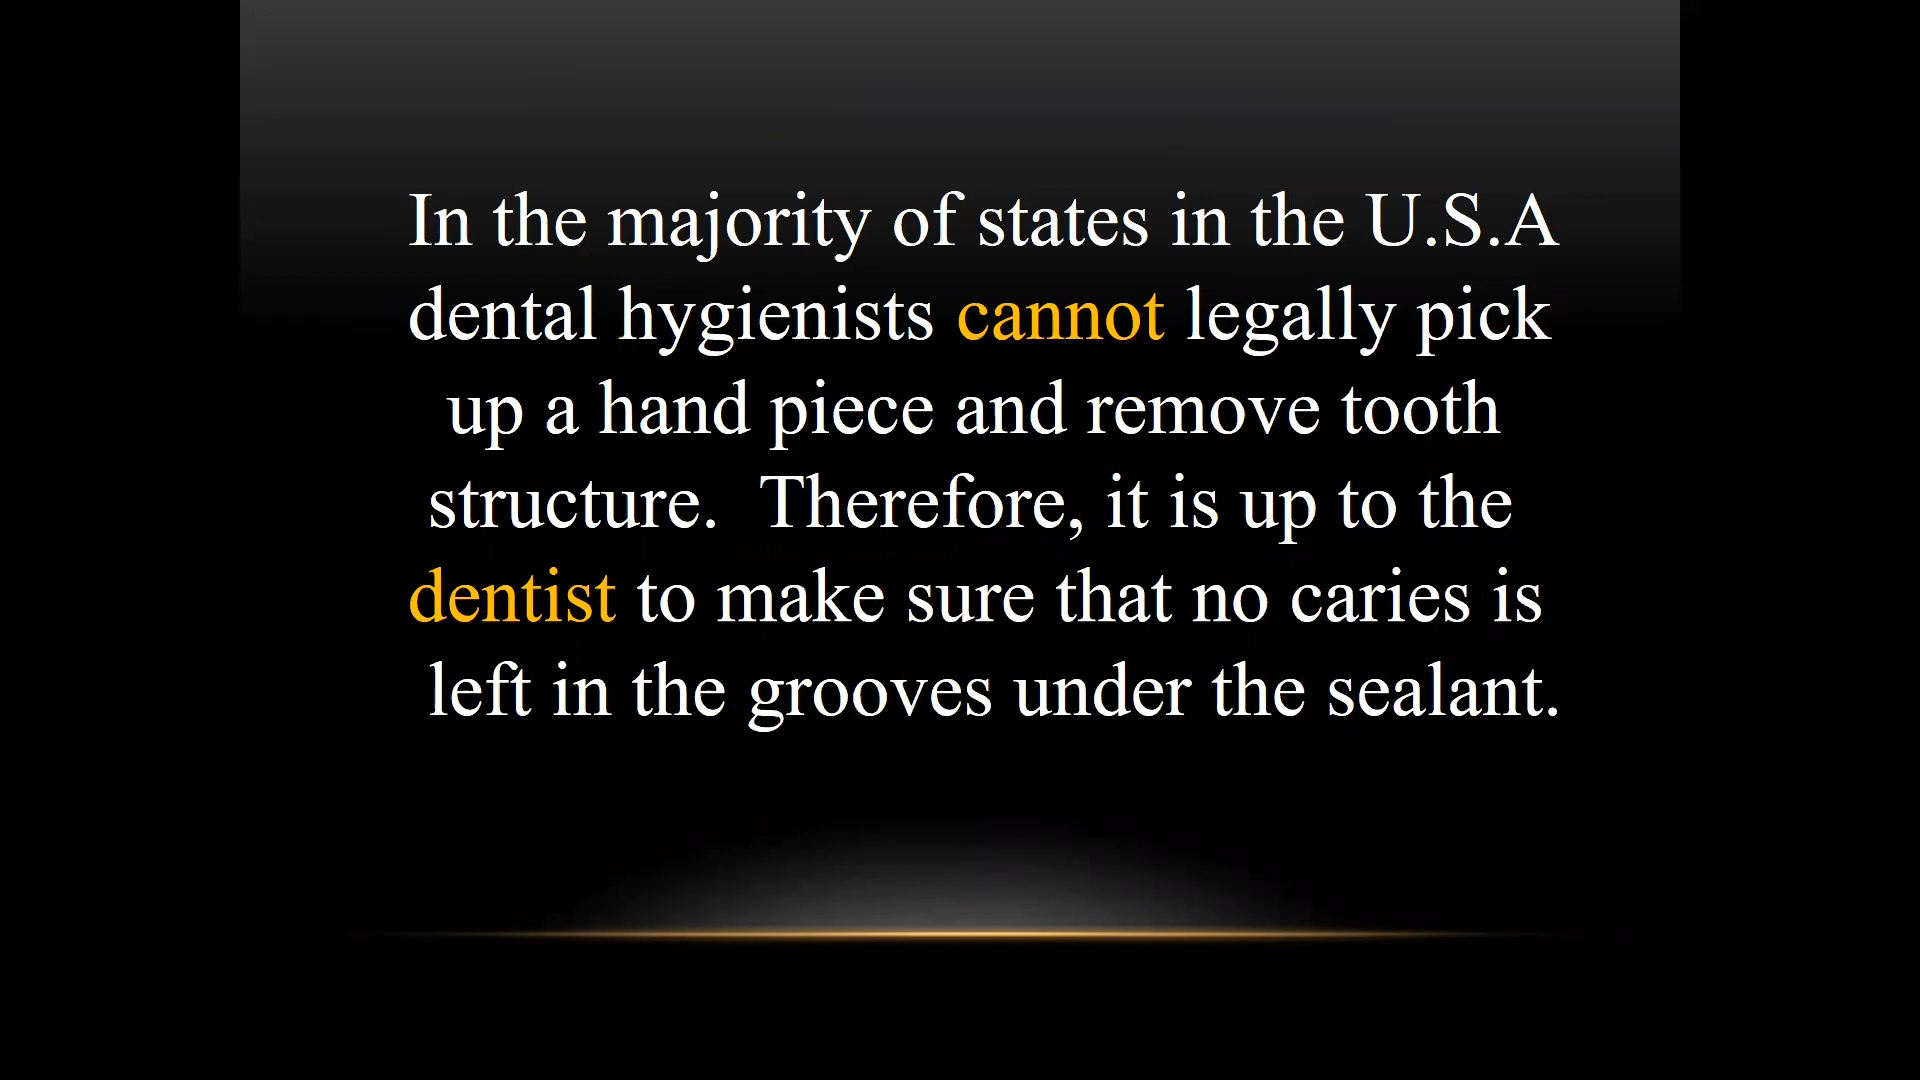 In the majority of states in the U.S.A
dental hygienists cannot legally pick
up a hand piece and remove tooth
structure.  Therefore, it is up to the
dentist to make sure that no caries is
left in the grooves under the sealant.